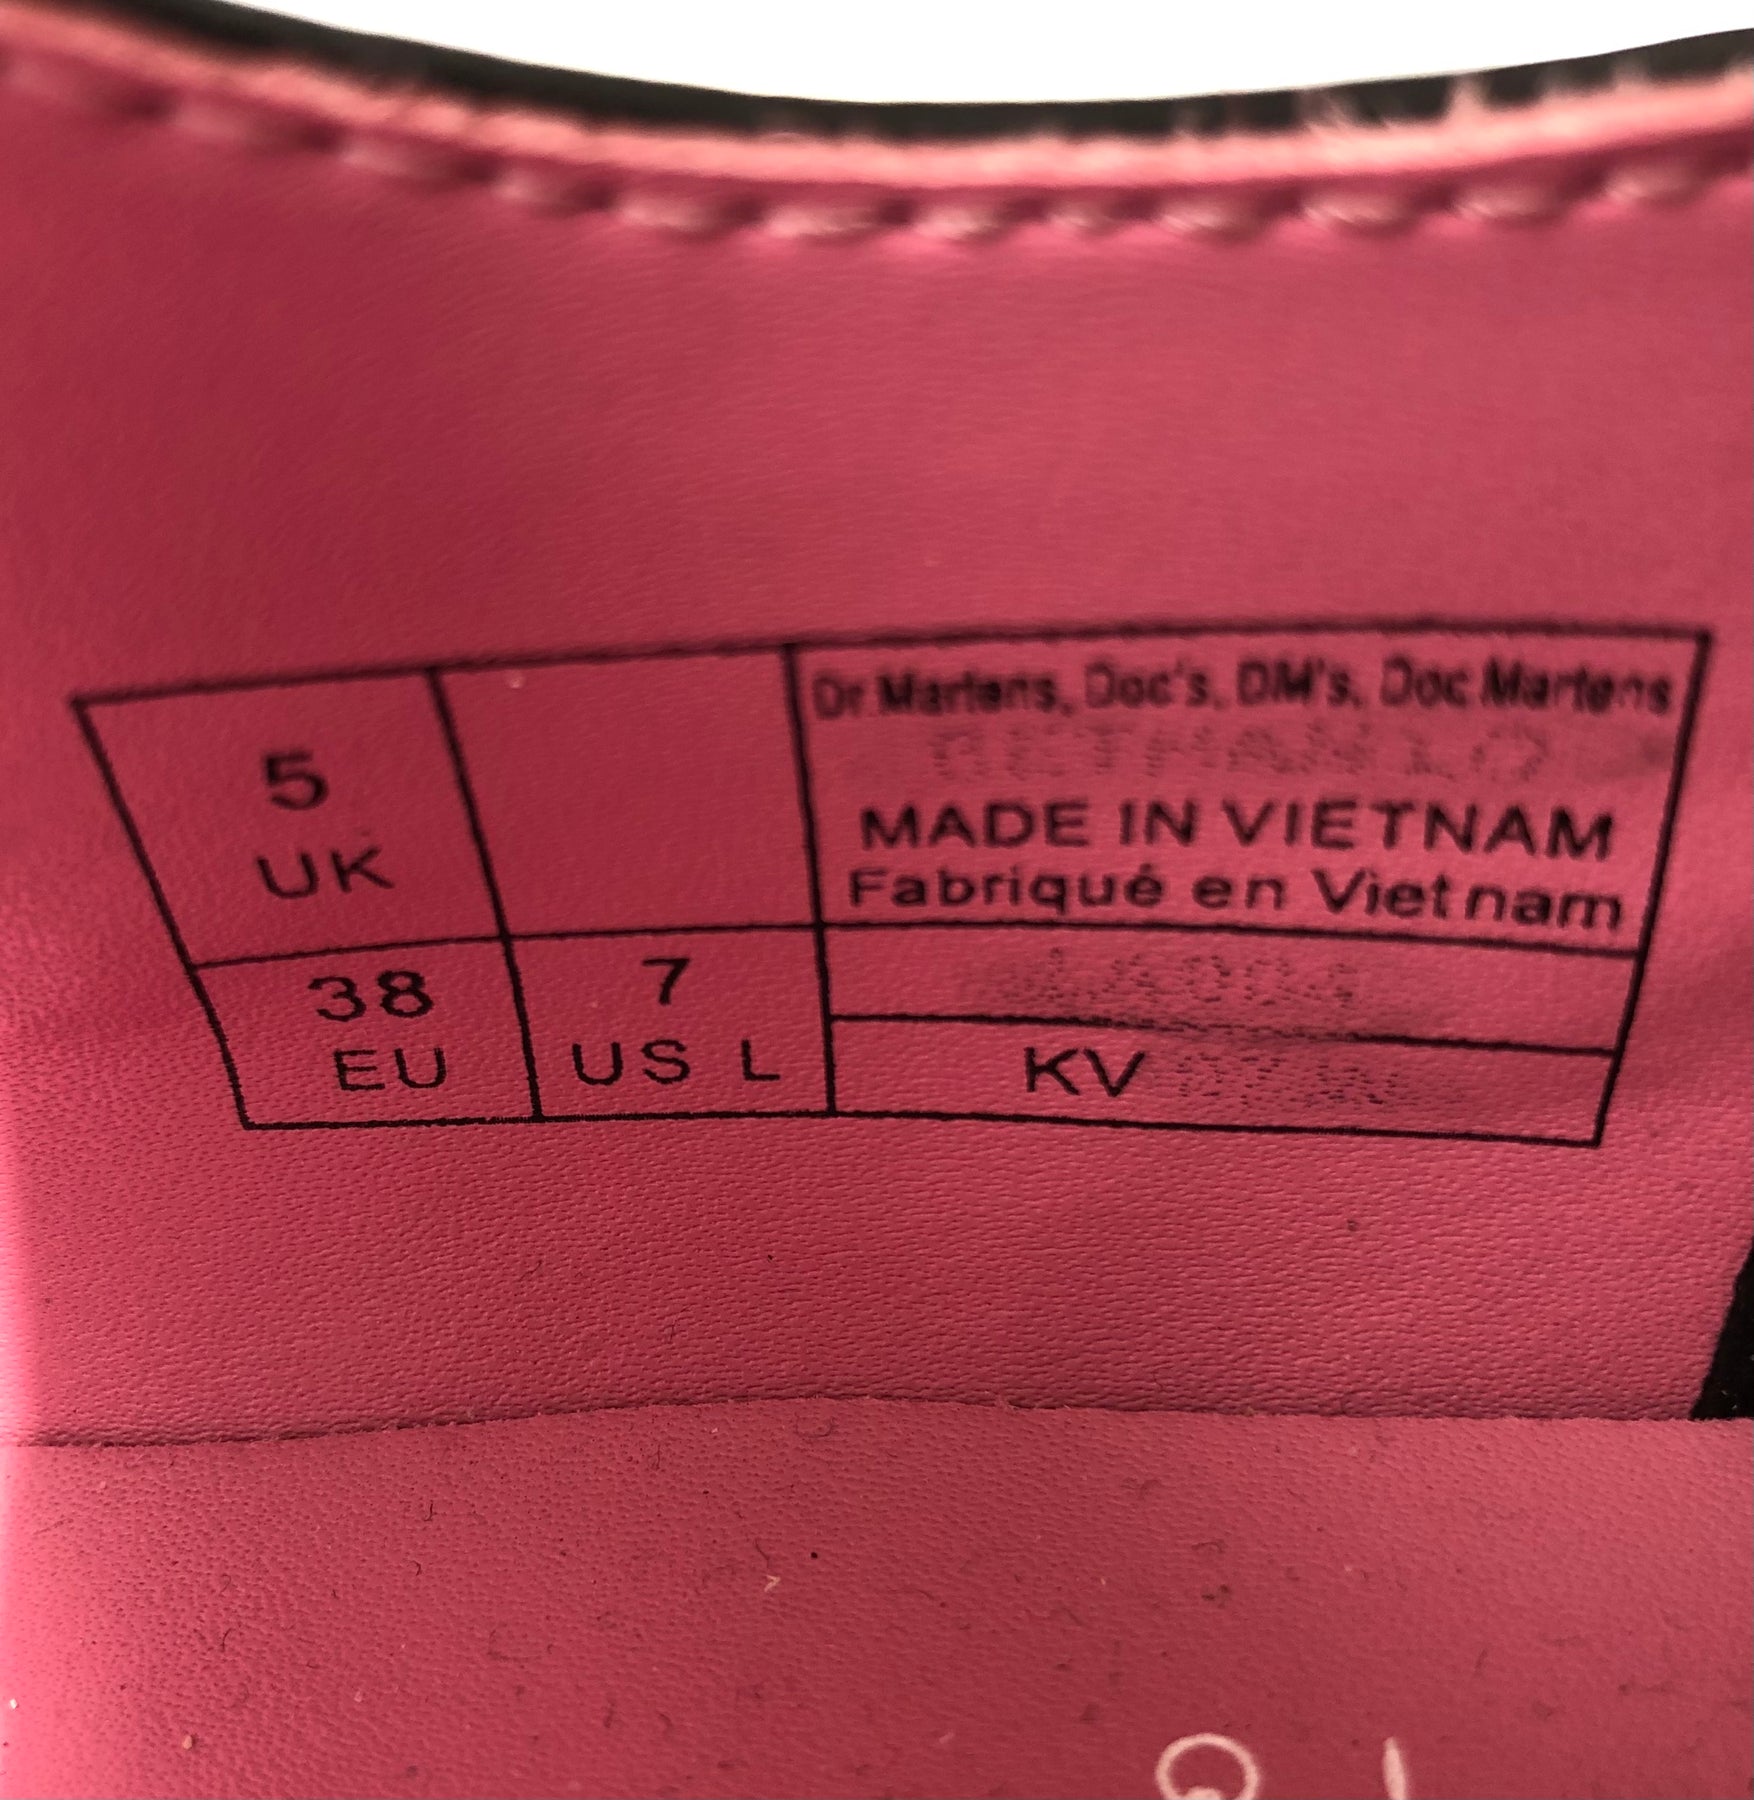 5
UK
38
EU
7
US L
Dr Martens, Doc's, DM's, Doc Martens
MADE IN VIETNAM
Fabriqué en Vietnam
KV